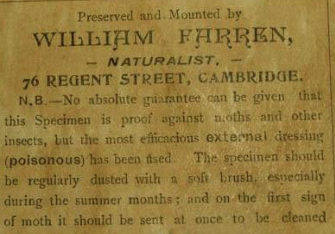 Preserved and Mounted by
WILLIAM FARREN,
— NATURALIST, —
76 REGENT STREET, CAMBRIDGE.
N.B.—No absolute guarantee can be given that
this Specimen is proof against moths and other
insects, but the most efficacious external dressing
(poisonous) has been used. The specimen should
be regularly dusted with a soft brush, especially
during the summer months; and on the first sign
of moth it should be sent at once to be cleaned